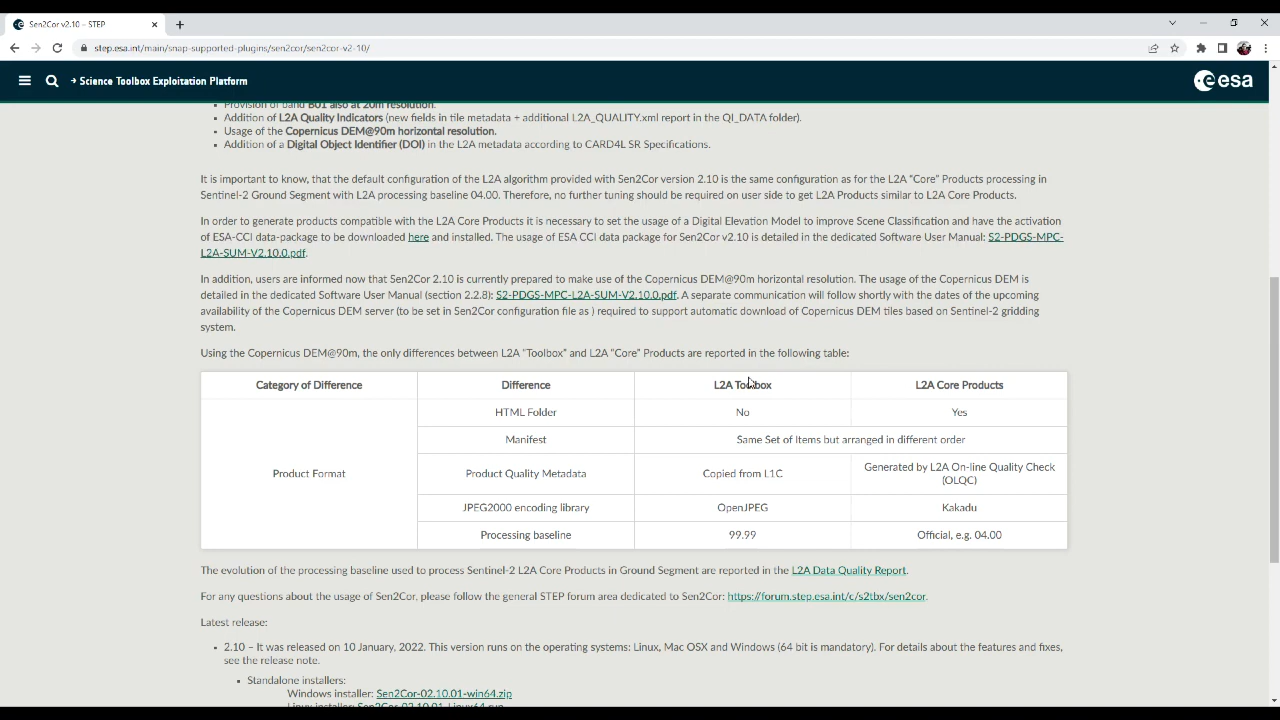 Sen2Cor v2.10 – STEP
step.esa.int/main/snap-supported-plugins/sen2cor/sen2cor-v2-10/
Science Toolbox Exploitation Platform
esa
Provision of band B01 also at 20m resolution.
Addition of L2A Quality Indicators (new fields in tile metadata + additional L2A_QUALITY.xml report in the QI_DATA folder).
Usage of the Copernicus DEM@90m horizontal resolution.
Addition of a Digital Object Identifier (DOI) in the L2A metadata according to CARD4L SR Specifications.
It is important to know, that the default configuration of the L2A algorithm provided with Sen2Cor version 2.10 is the same configuration as for the L2A “Core” Products processing in
Sentinel-2 Ground Segment with L2A processing baseline 04.00. Therefore, no further tuning should be required on user side to get L2A Products similar to L2A Core Products.
In order to generate products compatible with the L2A Core Products it is necessary to set the usage of a Digital Elevation Model to improve Scene Classification and have the activation
of ESA-CCI data-package to be downloaded here and installed. The usage of ESA CCI data package for Sen2Cor v2.10 is detailed in the dedicated Software User Manual: S2-PDGS-MPC-
L2A-SUM-V2.10.0.pdf.
In addition, users are informed now that Sen2Cor 2.10 is currently prepared to make use of the Copernicus DEM@90m horizontal resolution. The usage of the Copernicus DEM is
detailed in the dedicated Software User Manual (section 2.2.8): S2-PDGS-MPC-L2A-SUM-V2.10.0.pdf. A separate communication will follow shortly with the dates of the upcoming
availability of the Copernicus DEM server (to be set in Sen2Cor configuration file as ) required to support automatic download of Copernicus DEM tiles based on Sentinel-2 gridding
system.
Using the Copernicus DEM@90m, the only differences between L2A “Toolbox” and L2A “Core” Products are reported in the following table:
Category of Difference Difference L2A Toolbox L2A Core Products
HTML Folder No Yes
Manifest Same Set of Items but arranged in different order
Product Format Product Quality Metadata Copied from L1C Generated by L2A On-line Quality Check
(OLQC)
JPEG2000 encoding library OpenJPEG Kakadu
Processing baseline 99.99 Official, e.g. 04.00
The evolution of the processing baseline used to process Sentinel-2 L2A Core Products in Ground Segment are reported in the L2A Data Quality Report.
For any questions about the usage of Sen2Cor, please follow the general STEP forum area dedicated to Sen2Cor: https://forum.step.esa.int/c/s2tbx/sen2cor.
Latest release:
2.10 – It was released on 10 January, 2022. This version runs on the operating systems: Linux, Mac OSX and Windows (64 bit is mandatory). For details about the features and fixes,
see the release note.
Standalone installers:
Windows installer: Sen2Cor-02.10.01-win64.zip
Linux installer: Sen2Cor-02.10.01-Linux64.run